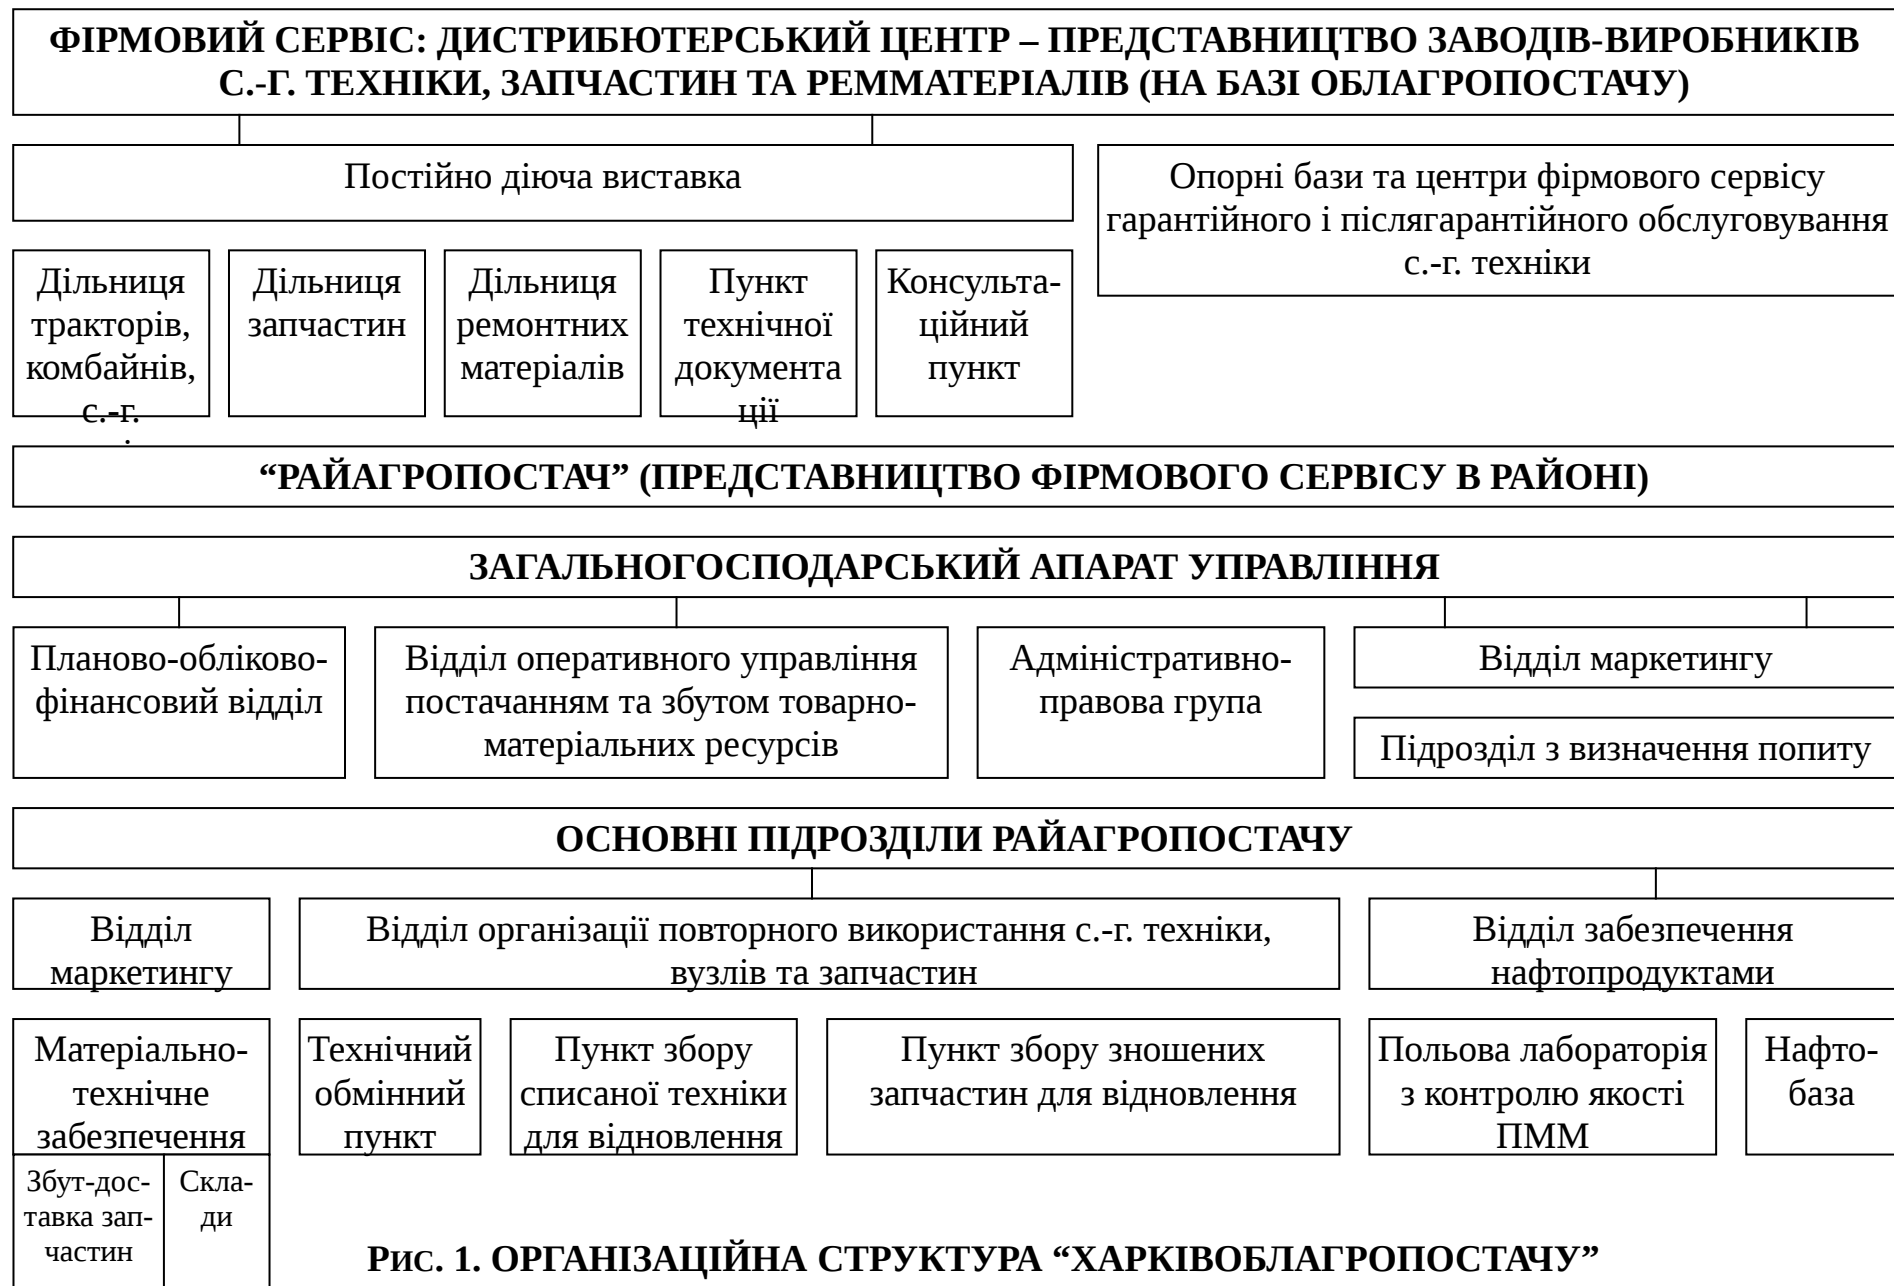 ФІРМОВИЙ СЕРВІС: ДИСТРИБЮТЕРСЬКИЙ ЦЕНТР – ПРЕДСТАВНИЦТВО ЗАВОДІВ-ВИРОБНИКІВ
С.-Г. ТЕХНІКИ, ЗАПЧАСТИН ТА РЕММАТЕРІАЛІВ (НА БАЗІ ОБЛАГРОПОСТАЧУ)
Постійно діюча виставка
Опорні бази та центри фірмового сервісу
гарантійного і післягарантійного обслуговування
с.-г. техніки
Дільниця
тракторів,
комбайнів,
с.-г.
Дільниця
запчастин
Дільниця
ремонтних
матеріалів
Пункт
технічної
документа
ції
Консульта-
ційний
пункт
“РАЙАГРОПОСТАЧ” (ПРЕДСТАВНИЦТВО ФІРМОВОГО СЕРВІСУ В РАЙОНІ)
ЗАГАЛЬНОГОСПОДАРСЬКИЙ АПАРАТ УПРАВЛІННЯ
Планово-обліково-
фінансовий відділ
Відділ оперативного управління
постачанням та збутом товарно-
матеріальних ресурсів
Адміністративно-
правова група
Відділ маркетингу
Підрозділ з визначення попиту
ОСНОВНІ ПІДРОЗДІЛИ РАЙАГРОПОСТАЧУ
Відділ
маркетингу
Відділ організації повторного використання с.-г. техніки,
вузлів та запчастин
Відділ забезпечення
нафтопродуктами
Матеріально-
технічне
забезпечення
Технічний
обмінний
пункт
Пункт збору
списаної техніки
для відновлення
Пункт збору зношених
запчастин для відновлення
Польова лабораторія
з контролю якості
ПММ
Нафто-
база
Збут-дос-
тавка зап-
частин
Скла-
ди
Рис. 1. ОРГАНІЗАЦІЙНА СТРУКТУРА “ХАРКІВОБЛАГРОПОСТАЧУ”